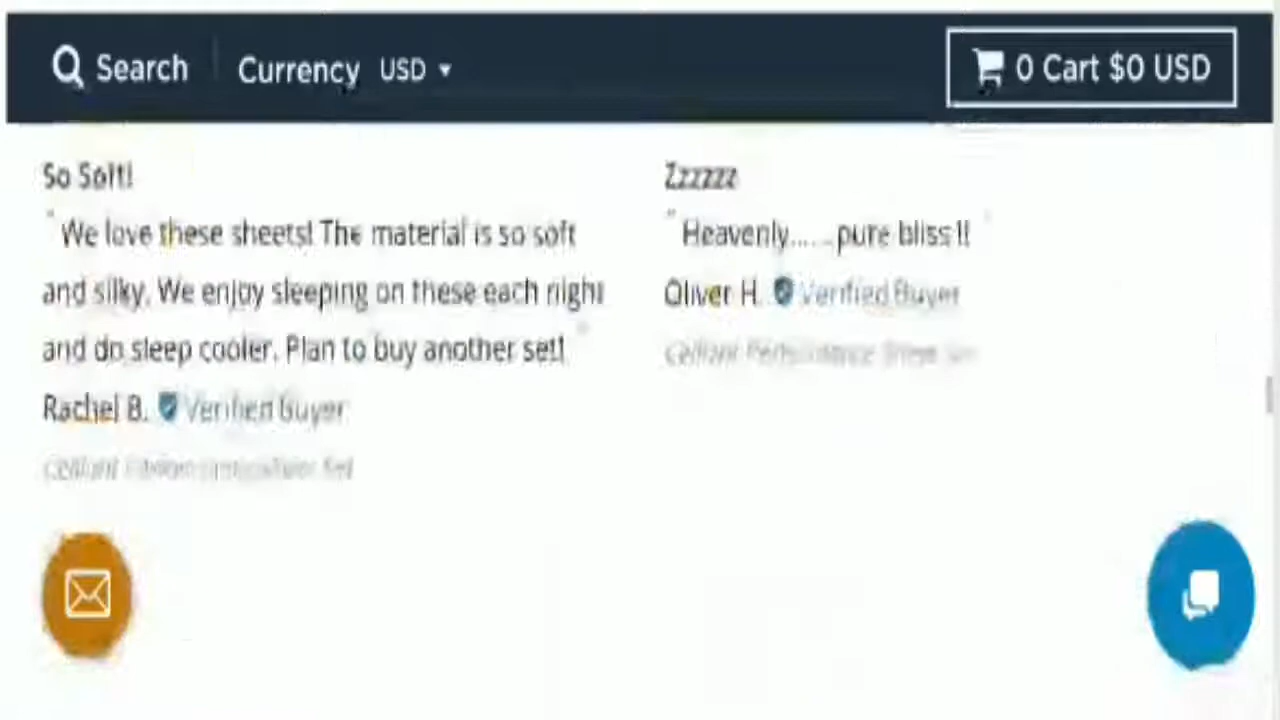 Search
Currency USD
0 Cart $0 USD
So Soft!
"We love these sheets! The material is so soft
and silky. We enjoy sleeping on these each night
and do sleep cooler. Plan to buy another set! "
Rachel B. Verified Buyer
Zzzzzz
"Heavenly......pure bliss !! "
Oliver H. Verified Buyer